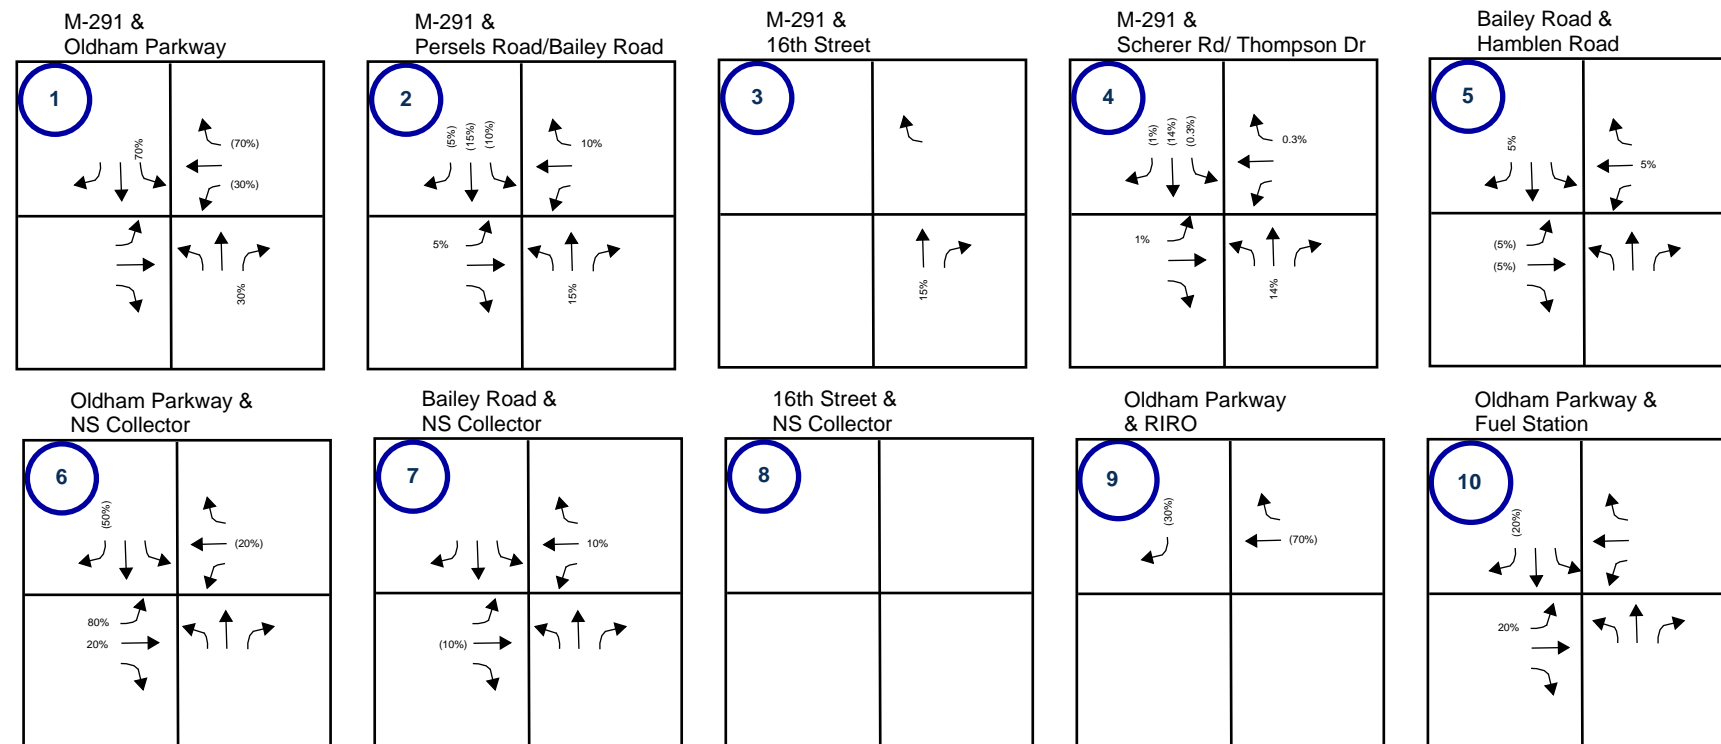 M-291 &
Oldham Parkway
1
70%
(70%)
(30%)
30%
M-291 &
Persels Road/Bailey Road
2
(5%)
(15%)
(10%)
10%
5%
15%
M-291 &
16th Street
3
15%
M-291 &
Scherer Rd/ Thompson Dr
4
(1%)
(14%)
(0.3%)
0.3%
1%
14%
Bailey Road &
Hamblen Road
5
5%
5%
(5%)
(5%)
Oldham Parkway &
NS Collector
6
(50%)
(20%)
80%
20%
Bailey Road &
NS Collector
7
10%
(10%)
16th Street &
NS Collector
8
Oldham Parkway
& RIRO
9
(30%)
(70%)
Oldham Parkway &
Fuel Station
10
(20%)
20%